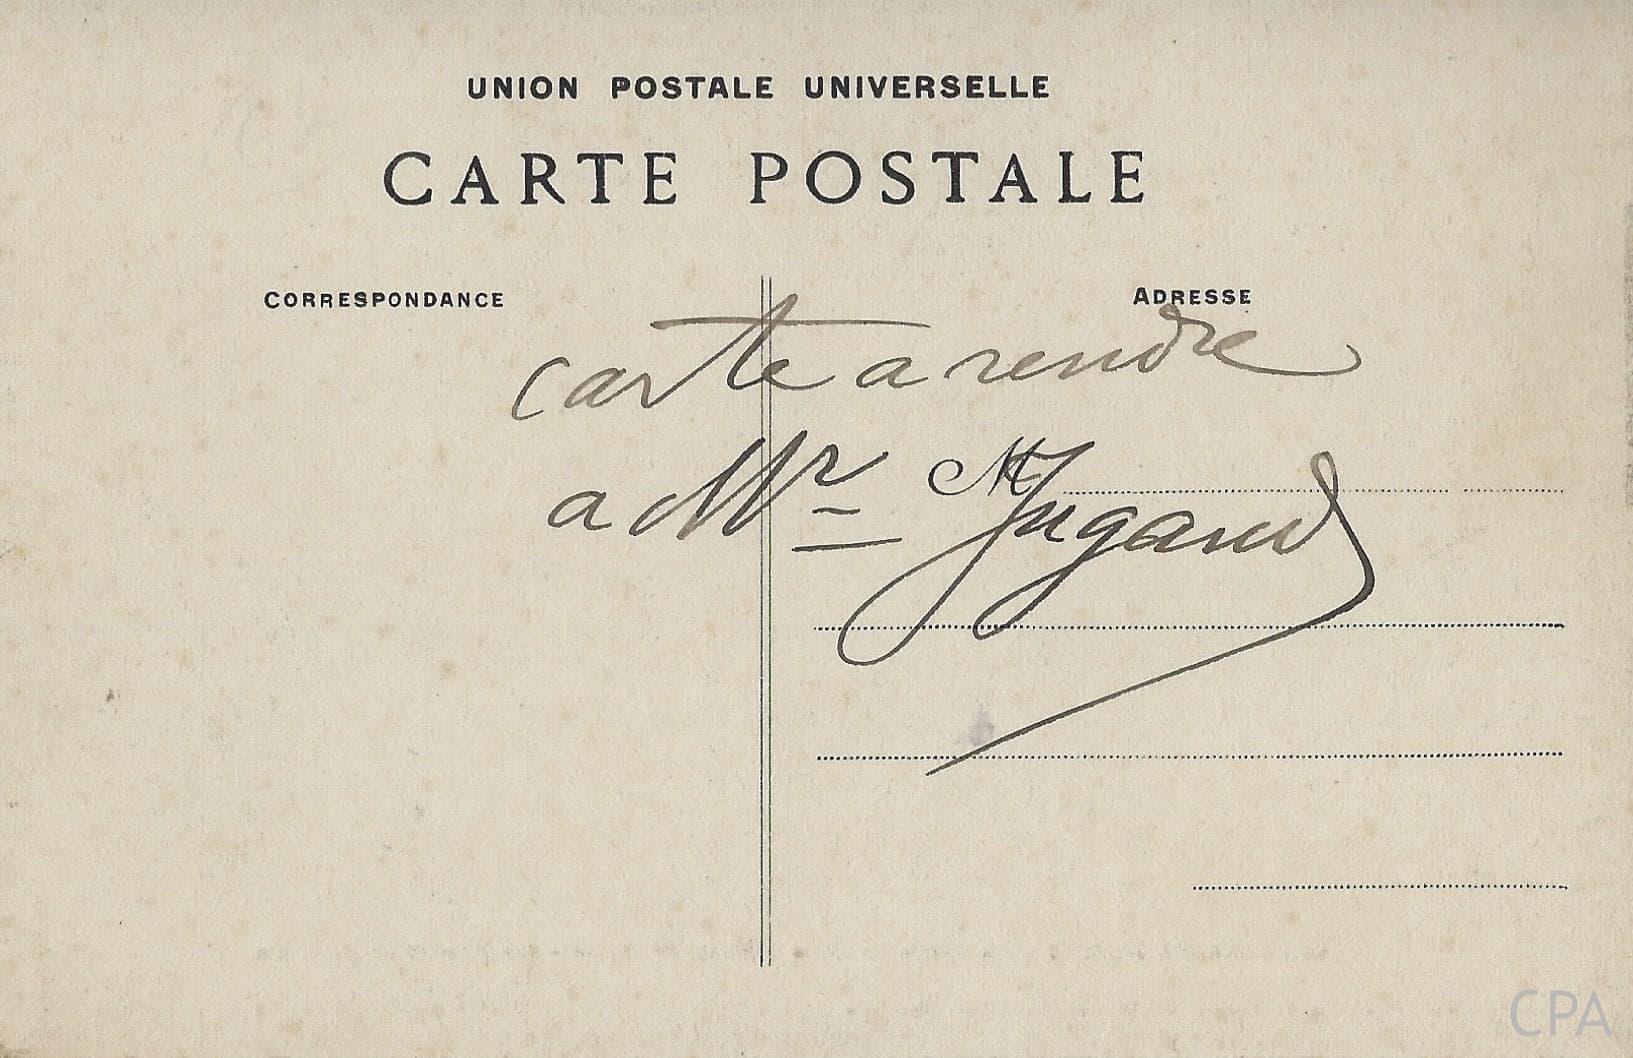 UNION POSTALE UNIVERSELLE
CARTE POSTALE
CORRESPONDANCE
ADRESSE
carte a rendre
a Mr Jugand
CPA